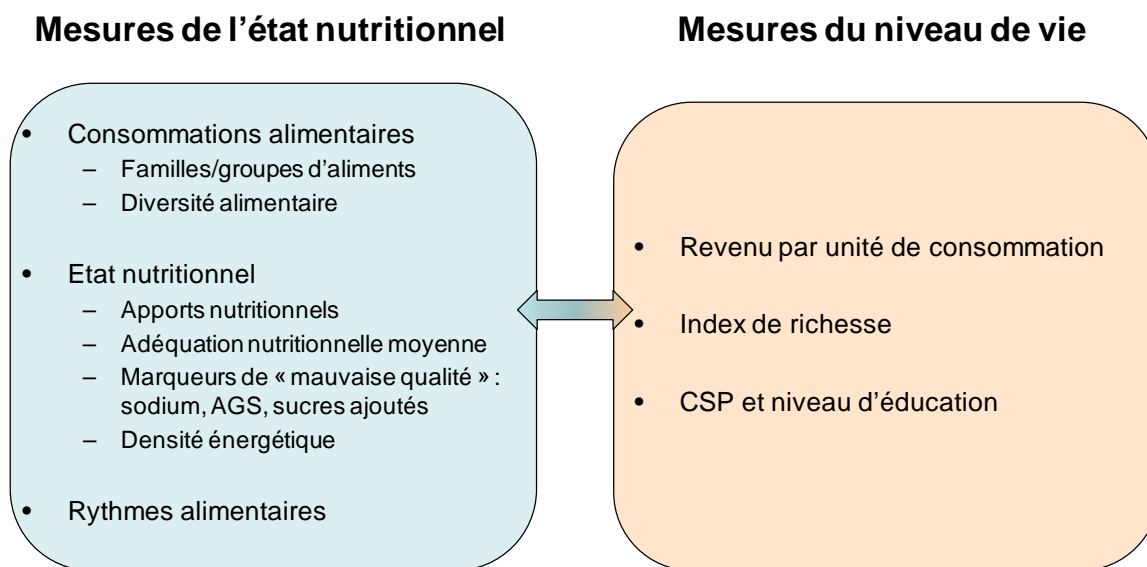 Mesures de l'état nutritionnel
Mesures du niveau de vie
• Consommations alimentaires
– Familles/groupes d'aliments
– Diversité alimentaire
• Etat nutritionnel
– Apports nutritionnels
– Adéquation nutritionnelle moyenne
– Marqueurs de « mauvaise qualité » :
sodium, AGS, sucres ajoutés
– Densité énergétique
• Rythmes alimentaires
• Revenu par unité de consommation
• Index de richesse
• CSP et niveau d'éducation